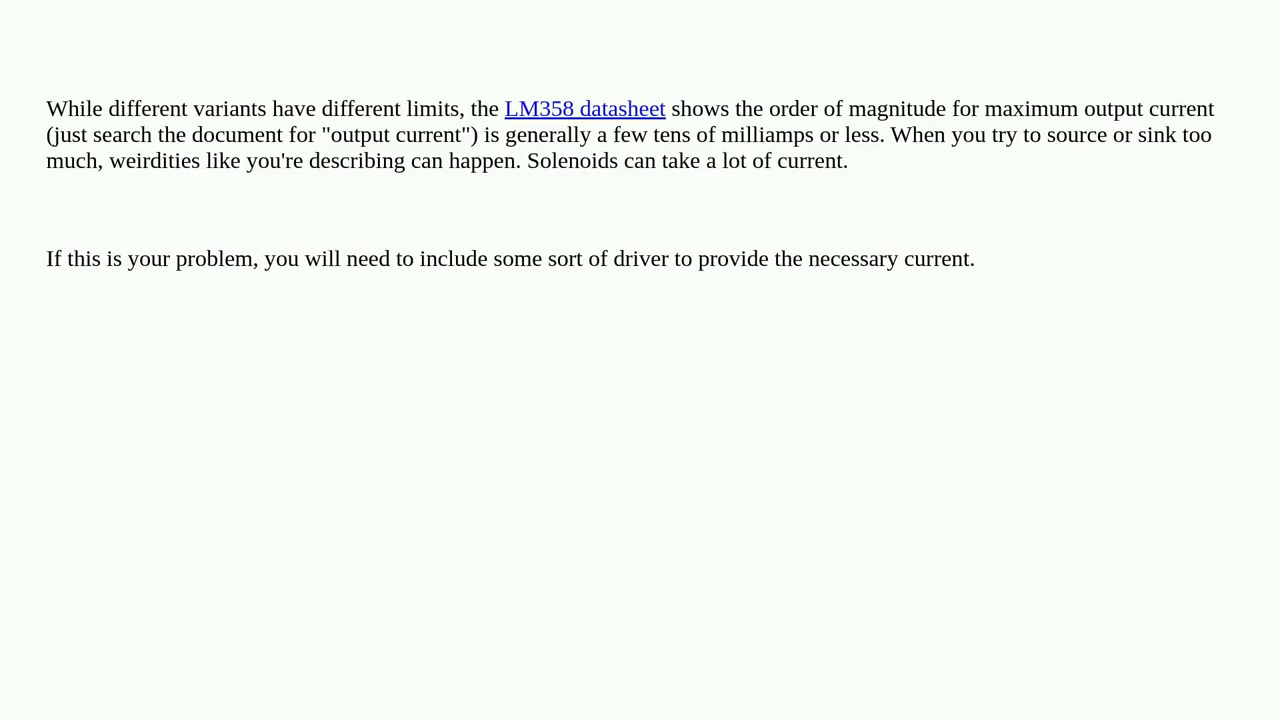 While different variants have different limits, the LM358 datasheet shows the order of magnitude for maximum output current
(just search the document for "output current") is generally a few tens of milliamps or less. When you try to source or sink too
much, weirdities like you're describing can happen. Solenoids can take a lot of current.
If this is your problem, you will need to include some sort of driver to provide the necessary current.